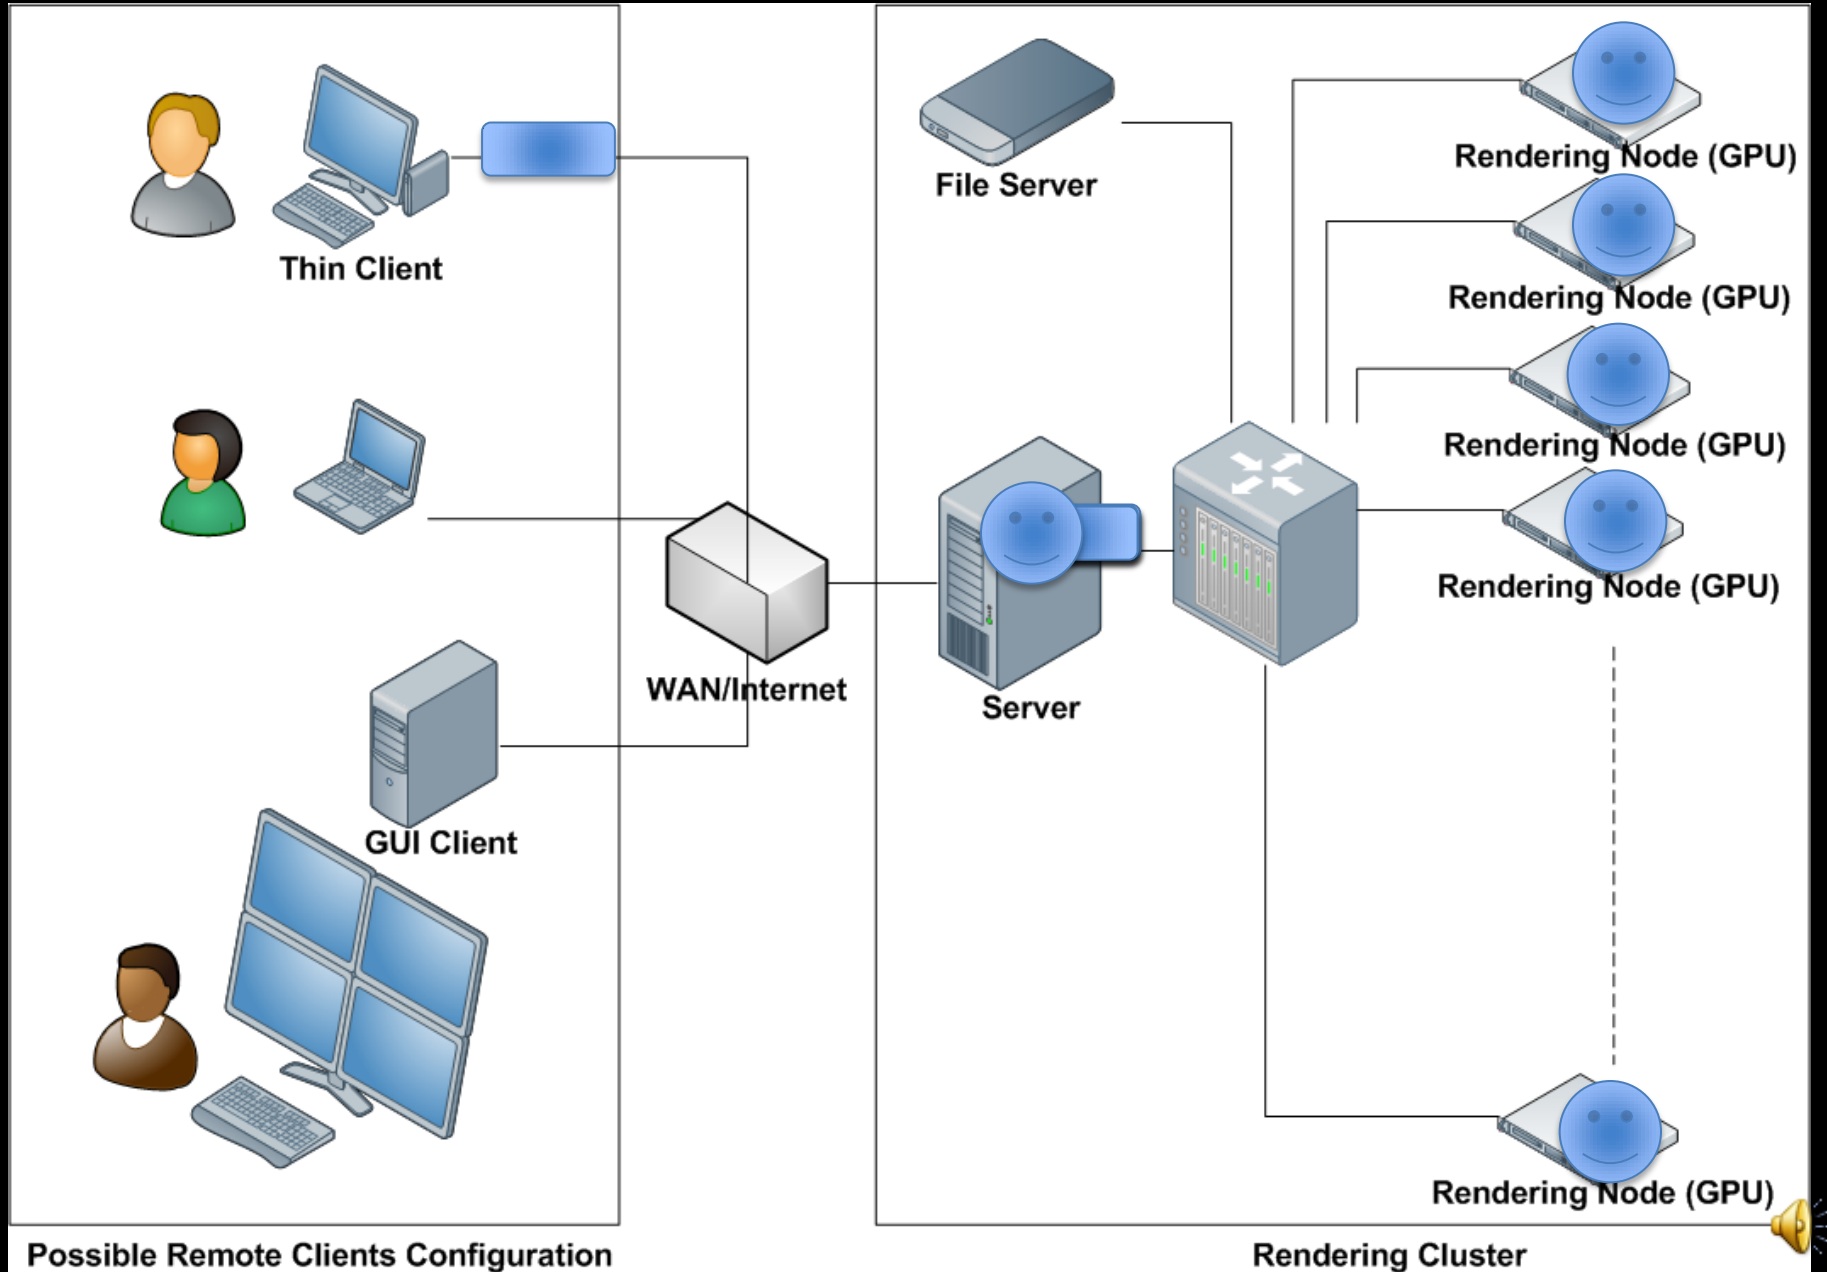 Thin Client
GUI Client
WAN/Internet
File Server
Server
Rendering Node (GPU)
Rendering Node (GPU)
Rendering Node (GPU)
Rendering Node (GPU)
Rendering Node (GPU)
Possible Remote Clients Configuration
Rendering Cluster